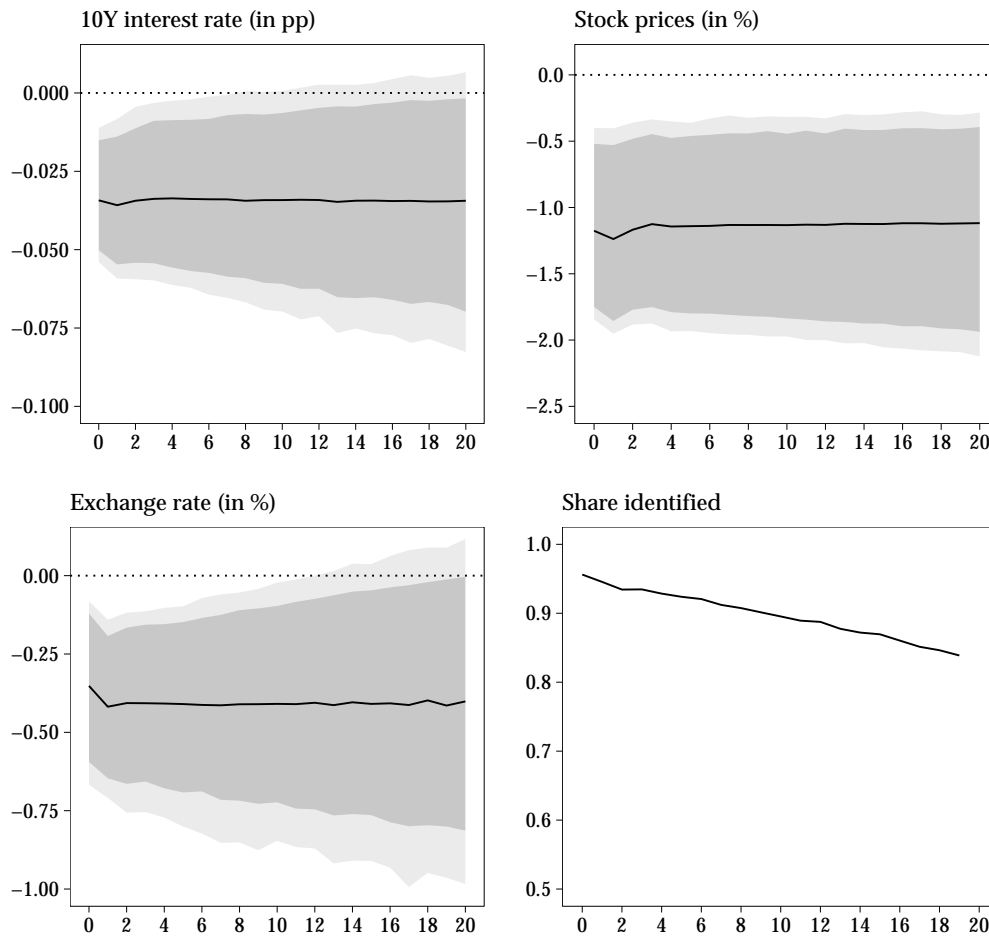 10Y interest rate (in pp)
0.000
−0.025
−0.050
−0.075
−0.100
0 2 4 6 8 10 12 14 16 18 20
Stock prices (in %)
0.0
−0.5
−1.0
−1.5
−2.0
−2.5
0 2 4 6 8 10 12 14 16 18 20
Exchange rate (in %)
0.00
−0.25
−0.50
−0.75
−1.00
0 2 4 6 8 10 12 14 16 18 20
Share identified
1.0
0.9
0.8
0.7
0.6
0.5
0 2 4 6 8 10 12 14 16 18 20